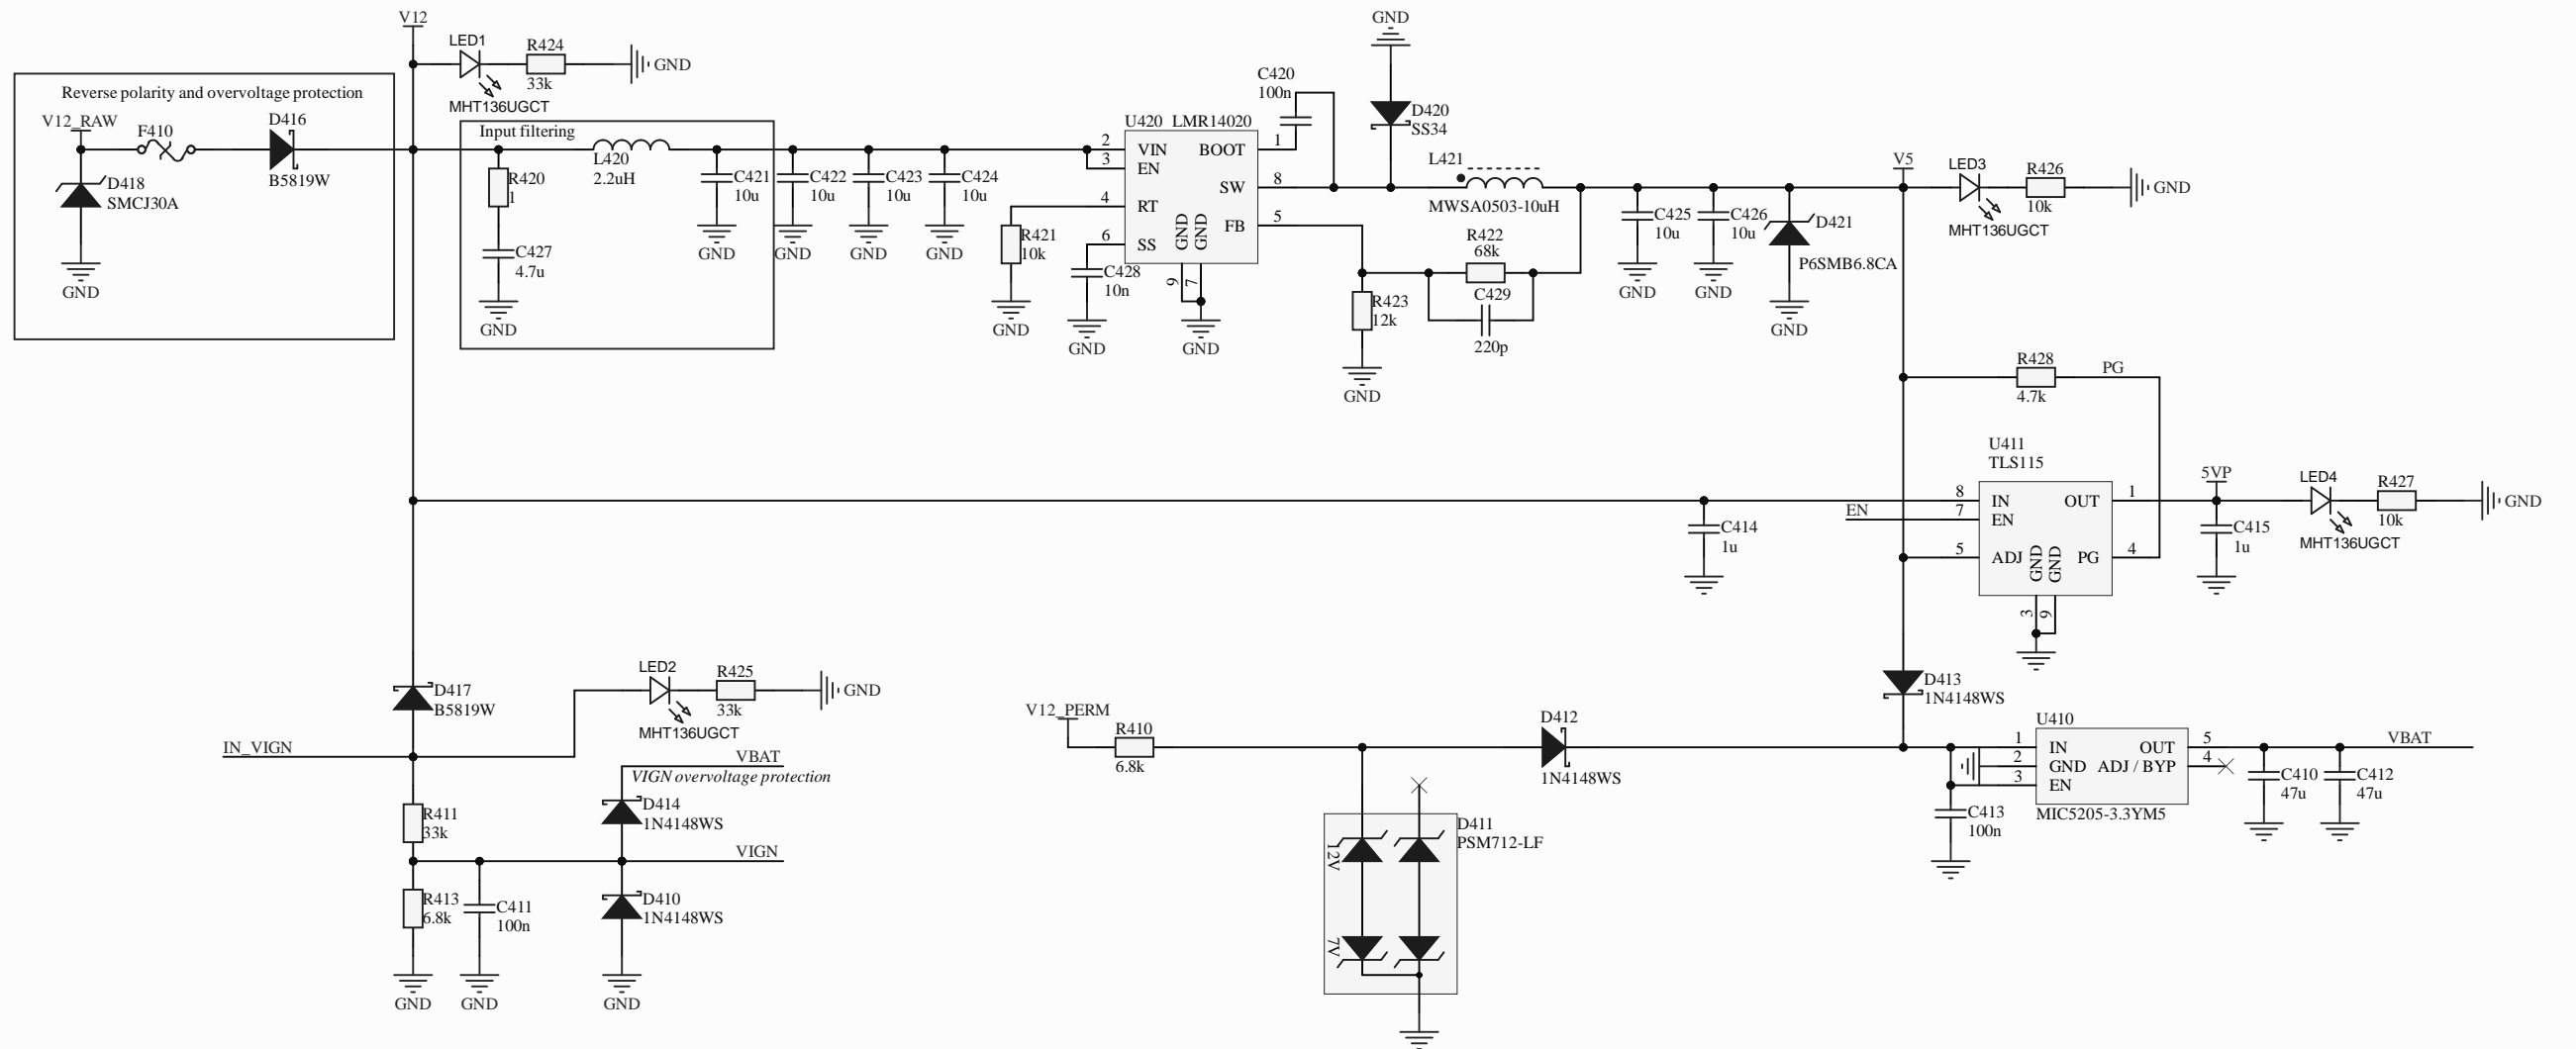 V12
LED1
R424
33k
GND
MHT136UGCT
Reverse polarity and overvoltage protection
V12_RAW
F410
D416
B5819W
D418
SMCJ30A
GND
Input filtering
L420
2.2uH
R420
1
C427
4.7u
GND
C421
10u
GND
C422
10u
GND
C423
10u
GND
C424
10u
GND
U420 LMR14020
2
VIN
3
EN
4
RT
6
SS
BOOT
1
SW
8
FB
5
GND
GND
9
7
GND
R421
10k
GND
C428
10n
GND
C420
100n
GND
D420
SS34
L421
MWSA0503-10uH
R422
68k
C429
220p
R423
12k
GND
C425
10u
GND
C426
10u
GND
D421
P6SMB6.8CA
GND
V5
LED3
R426
10k
GND
MHT136UGCT
R428
4.7k
PG
U411
TLS115
8
IN
7
EN
5
ADJ
OUT
1
PG
4
GND
GND
3
9
EN
C414
1u
5VP
C415
1u
LED4
R427
10k
GND
MHT136UGCT
D417
B5819W
LED2
R425
33k
GND
MHT136UGCT
IN_VIGN
VBAT
VIGN overvoltage protection
D414
1N4148WS
R411
33k
VIGN
R413
6.8k
GND
C411
100n
GND
D410
1N4148WS
GND
V12_PERM
R410
6.8k
D412
1N4148WS
D411
PSM712-LF
12V
7V
D413
1N4148WS
U410
1
IN
2
GND
3
EN
OUT
5
ADJ / BYP
4
MIC5205-3.3YM5
C413
100n
VBAT
C410
47u
C412
47u